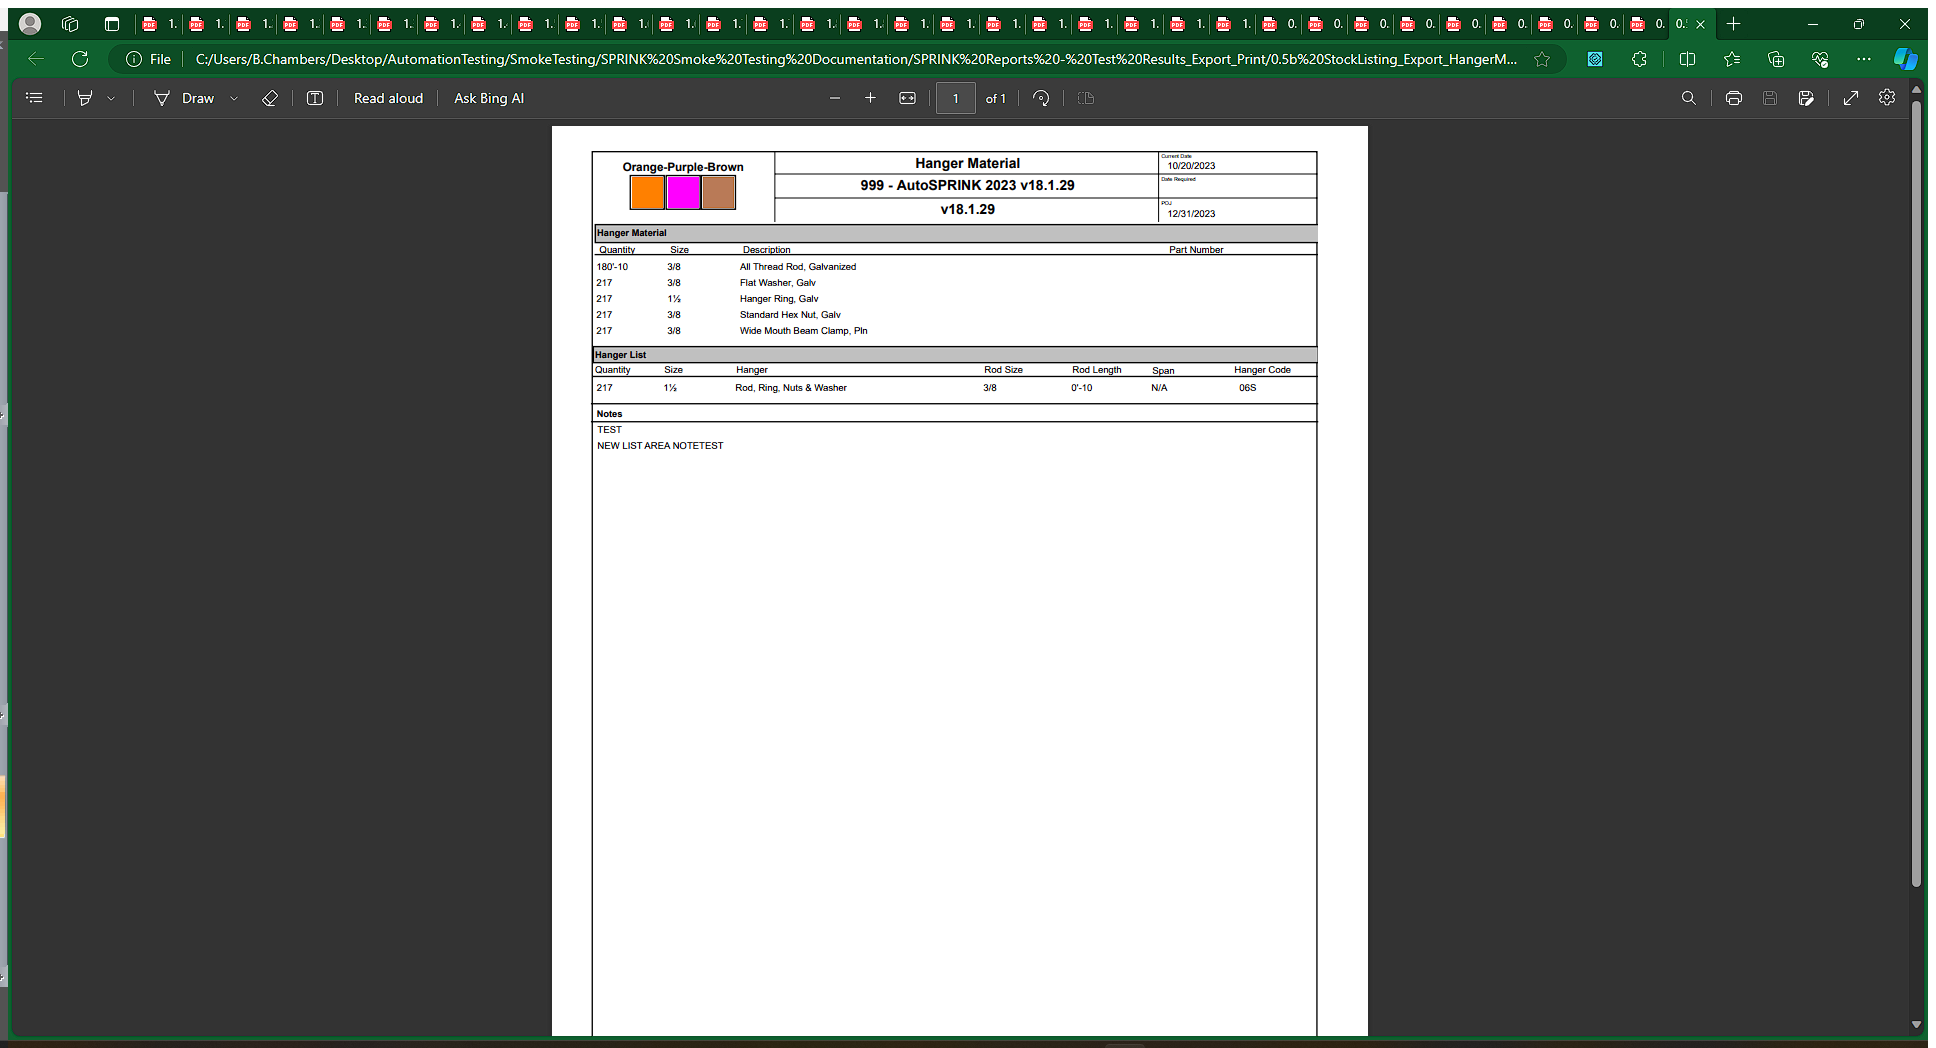 File
C:/Users/B.Chambers/Desktop/AutomationTesting/SmokeTesting/SPRINK%20Smoke%20Testing%20Documentation/SPRINK%20Reports%20-%20Test%20Results_Export_Print/0.5b%20StockListing_Export_HangerM...
Draw
Read aloud
Ask Bing AI
1 of 1
Orange-Purple-Brown
Hanger Material
999 - AutoSPRINK 2023 v18.1.29
v18.1.29
Current Date
10/20/2023
Date Required
POJ
12/31/2023
Hanger Material
Quantity Size Description Part Number
180'-10 3/8 All Thread Rod, Galvanized
217 3/8 Flat Washer, Galv
217 1½ Hanger Ring, Galv
217 3/8 Standard Hex Nut, Galv
217 3/8 Wide Mouth Beam Clamp, Pln
Hanger List
Quantity Size Hanger Rod Size Rod Length Span Hanger Code
217 1½ Rod, Ring, Nuts & Washer 3/8 0'-10 N/A 06S
Notes
TEST
NEW LIST AREA NOTETEST